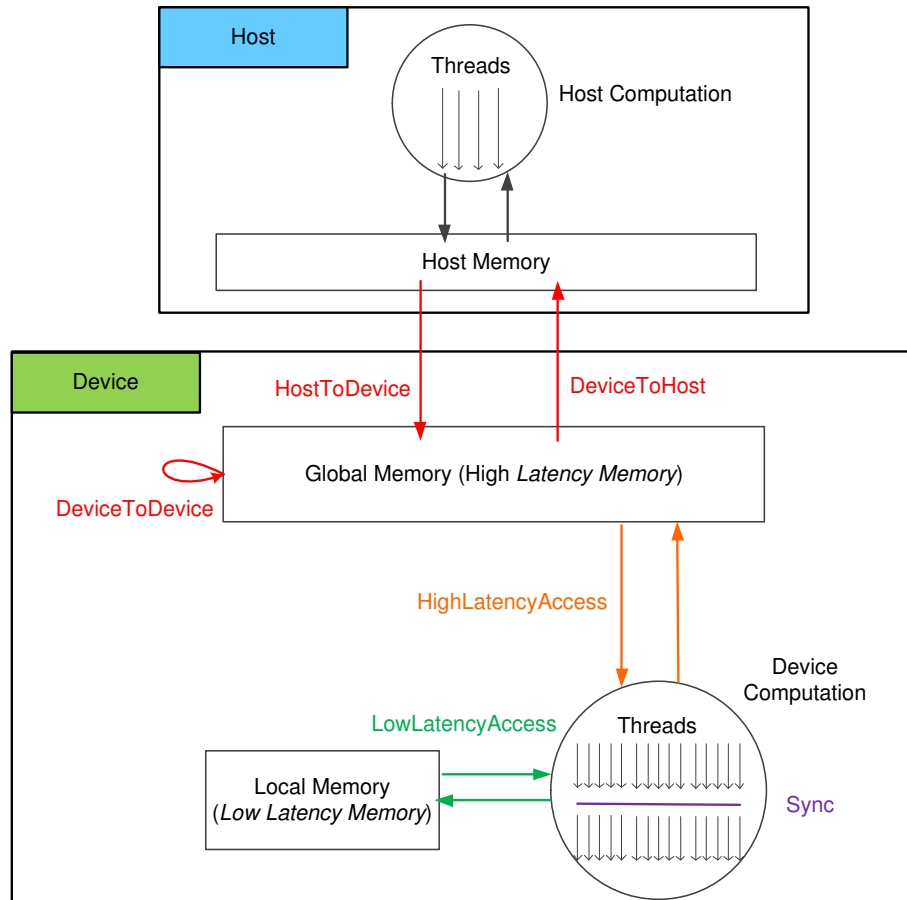 Host
Threads
Host Computation
Host Memory
Device
HostToDevice
DeviceToHost
Global Memory (High Latency Memory)
DeviceToDevice
HighLatencyAccess
Device
Computation
LowLatencyAccess
Threads
Local Memory
(Low Latency Memory)
Sync